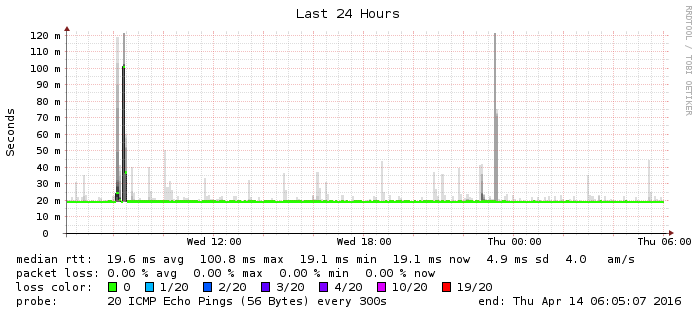 Last 24 Hours
RRDTOOL / TOBI OETIKER
Seconds
120 m
100 m
90 m
80 m
70 m
60 m
50 m
40 m
30 m
20 m
10 m
0
110 m
Wed 12:00 Wed 18:00 Thu 00:00 Thu 06:00
median rtt: 19.6 ms avg 100.8 ms max 19.1 ms min 19.1 ms now 4.9 ms sd 4.0 am/s
packet loss: 0.00 % avg 0.00 % max 0.00 % min 0.00 % now
loss color: 0 1/20 2/20 3/20 4/20 10/20 19/20
probe: 20 ICMP Echo Pings (56 Bytes) every 300s end: Thu Apr 14 06:05:07 2016